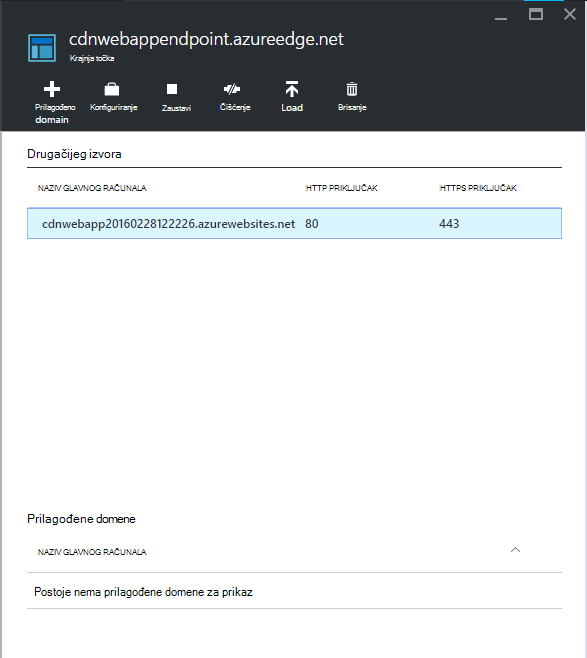 cdnwebappendpoint.azureedge.net
Krajnja točka
Prilagođeno domain
Konfiguriranje
Zaustavi
Čišćenje
Load
Brisanje
Drugačijeg izvora
NAZIV GLAVNOG RAČUNALA HTTP PRIKLJUČAK HTTPS PRIKLJUČAK
cdnwebapp20160228122226.azurewebsites.net 80 443
Prilagođene domene
NAZIV GLAVNOG RAČUNALA
Postoje nema prilagođene domene za prikaz